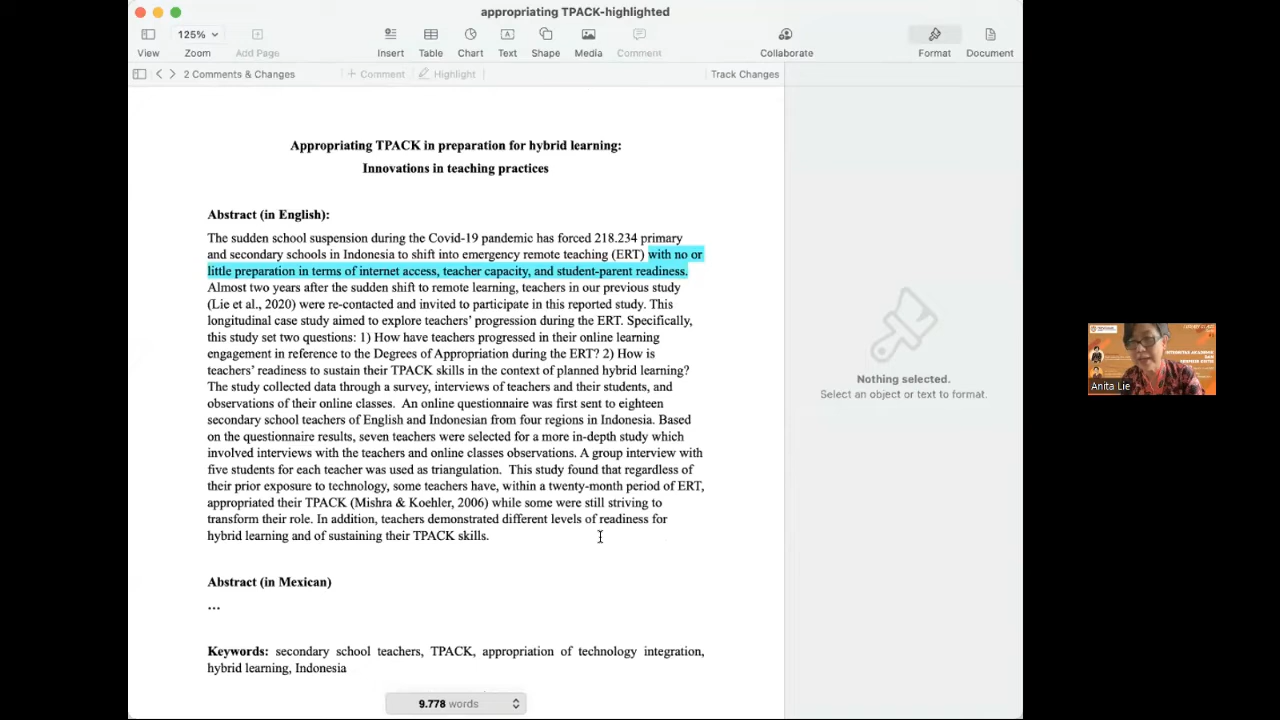 appropriating TPACK-highlighted
125%
View
Zoom
Add Page
Insert
Table
Chart
Text
Shape
Media
Comment
Collaborate
Format
Document
2 Comments & Changes
+ Comment
Highlight
Track Changes
Appropriating TPACK in preparation for hybrid learning:
Innovations in teaching practices
Abstract (in English):
The sudden school suspension during the Covid-19 pandemic has forced 218.234 primary
and secondary schools in Indonesia to shift into emergency remote teaching (ERT) with no or
little preparation in terms of internet access, teacher capacity, and student-parent readiness.
Almost two years after the sudden shift to remote learning, teachers in our previous study
(Lie et al., 2020) were re-contacted and invited to participate in this reported study. This
longitudinal case study aimed to explore teachers' progression during the ERT. Specifically,
this study set two questions: 1) How have teachers progressed in their online learning
engagement in reference to the Degrees of Appropriation during the ERT? 2) How is
teachers' readiness to sustain their TPACK skills in the context of planned hybrid learning?
The study collected data through a survey, interviews of teachers and their students, and
observations of their online classes. An online questionnaire was first sent to eighteen
secondary school teachers of English and Indonesian from four regions in Indonesia. Based
on the questionnaire results, seven teachers were selected for a more in-depth study which
involved interviews with the teachers and online classes observations. A group interview with
five students for each teacher was used as triangulation. This study found that regardless of
their prior exposure to technology, some teachers have, within a twenty-month period of ERT,
appropriated their TPACK (Mishra & Koehler, 2006) while some were still striving to
transform their role. In addition, teachers demonstrated different levels of readiness for
hybrid learning and of sustaining their TPACK skills.
Abstract (in Mexican)
...
Keywords: secondary school teachers, TPACK, appropriation of technology integration,
hybrid learning, Indonesia
9.778 words
Nothing selected.
Select an object or text to format.
Anita Lie